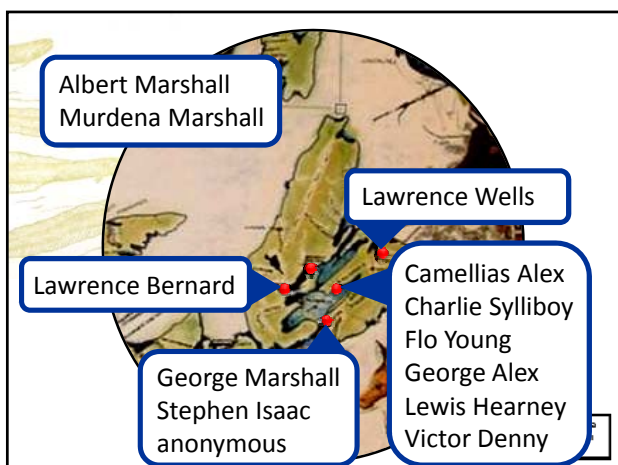 Albert Marshall
Murdena Marshall
Lawrence Wells
Lawrence Bernard
Camellias Alex
Charlie Sylliboy
Flo Young
George Alex
Lewis Hearney
Victor Denny
George Marshall
Stephen Isaac
anonymous